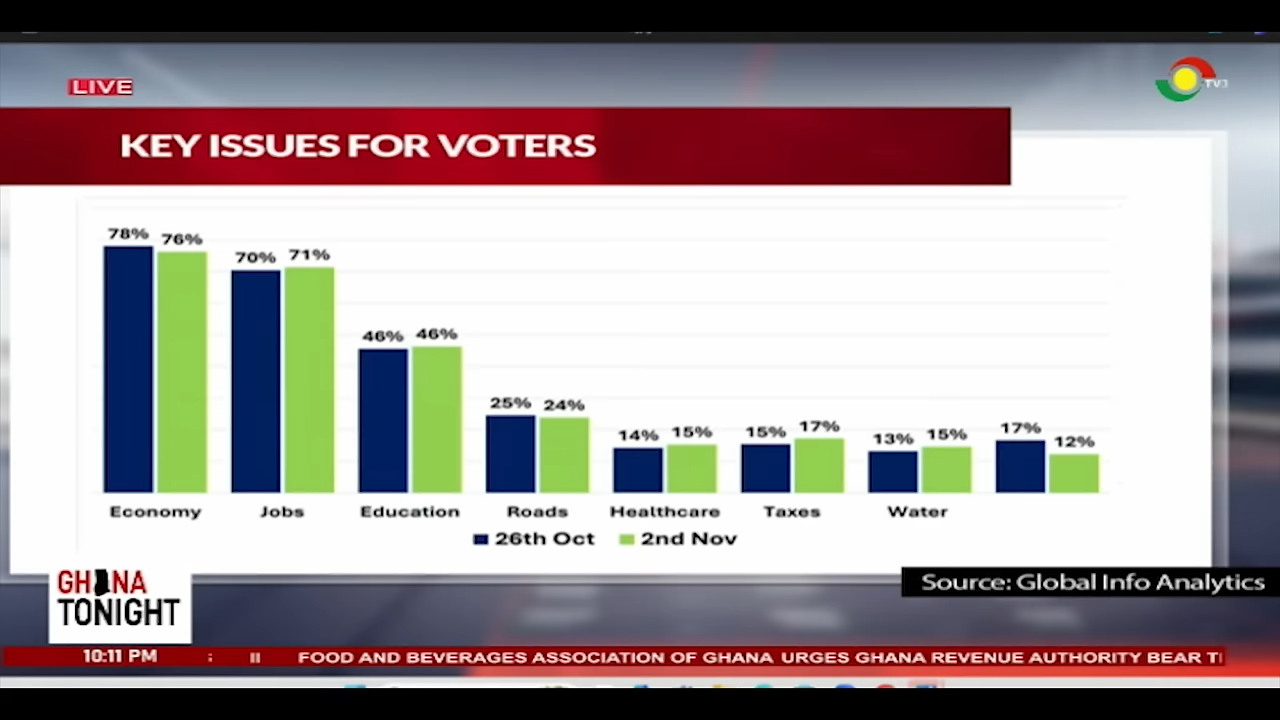 LIVE
TV3
KEY ISSUES FOR VOTERS
78% 76% 70% 71% 46% 46% 25% 24% 14% 15% 15% 17% 13% 15% 17% 12%
Economy Jobs Education Roads Healthcare Taxes Water
26th Oct 2nd Nov
Source: Global Info Analytics
GHANA
TONIGHT
10:11 PM : II FOOD AND BEVERAGES ASSOCIATION OF GHANA URGES GHANA REVENUE AUTHORITY BEAR